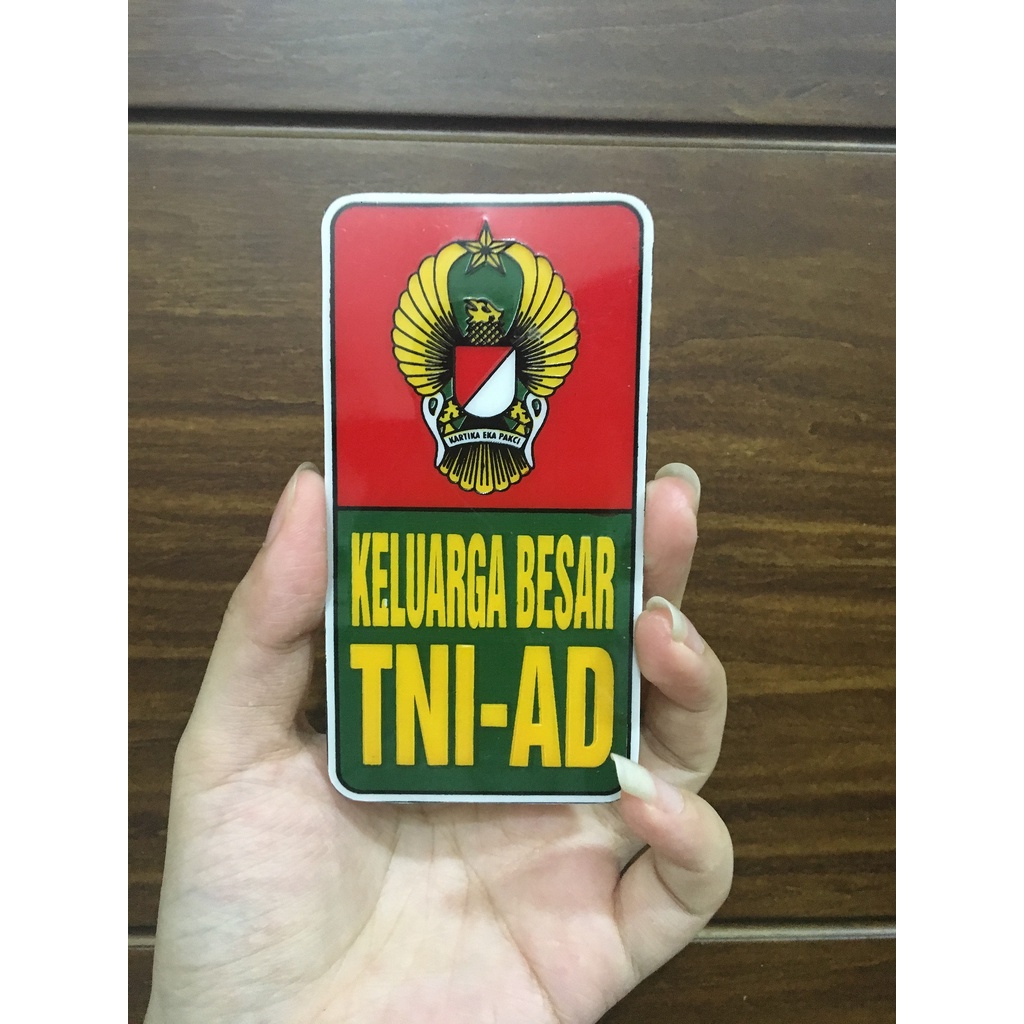 KARTIKA EKA PAKCI
KELUARGA BESAR
TNI-AD